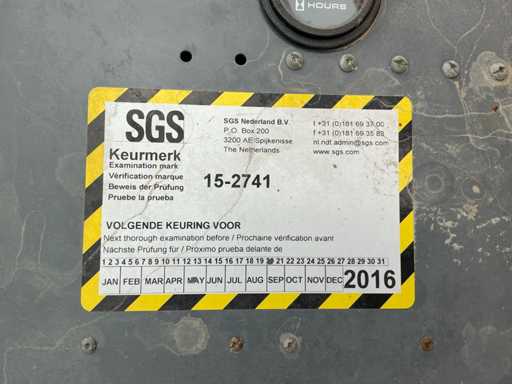 HOURS
SGS
SGS Nederland B.V.
P.O. Box 200
3200 AE Spijkenisse
The Netherlands
t +31 (0)181 69 37 00
f +31 (0)181 69 35 89
nl.ndt.admin@sgs.com
www.sgs.com
Keurmerk
Examination mark
Vérification marque
Beweis der Prüfung
Pruebe la prueba
15-2741
VOLGENDE KEURING VOOR
Next thorough examination before / Prochaine vérification avant
Nächste Prüfung für / Próximo prueba delante de
1 2 3 4 5 6 7 8 9 10 11 12 13 14 15 16 17 18 19 20 21 22 23 24 25 26 27 28 29 30 31
JAN FEB MAR APR MAY JUN JUL AUG SEP OCT NOV DEC 2016